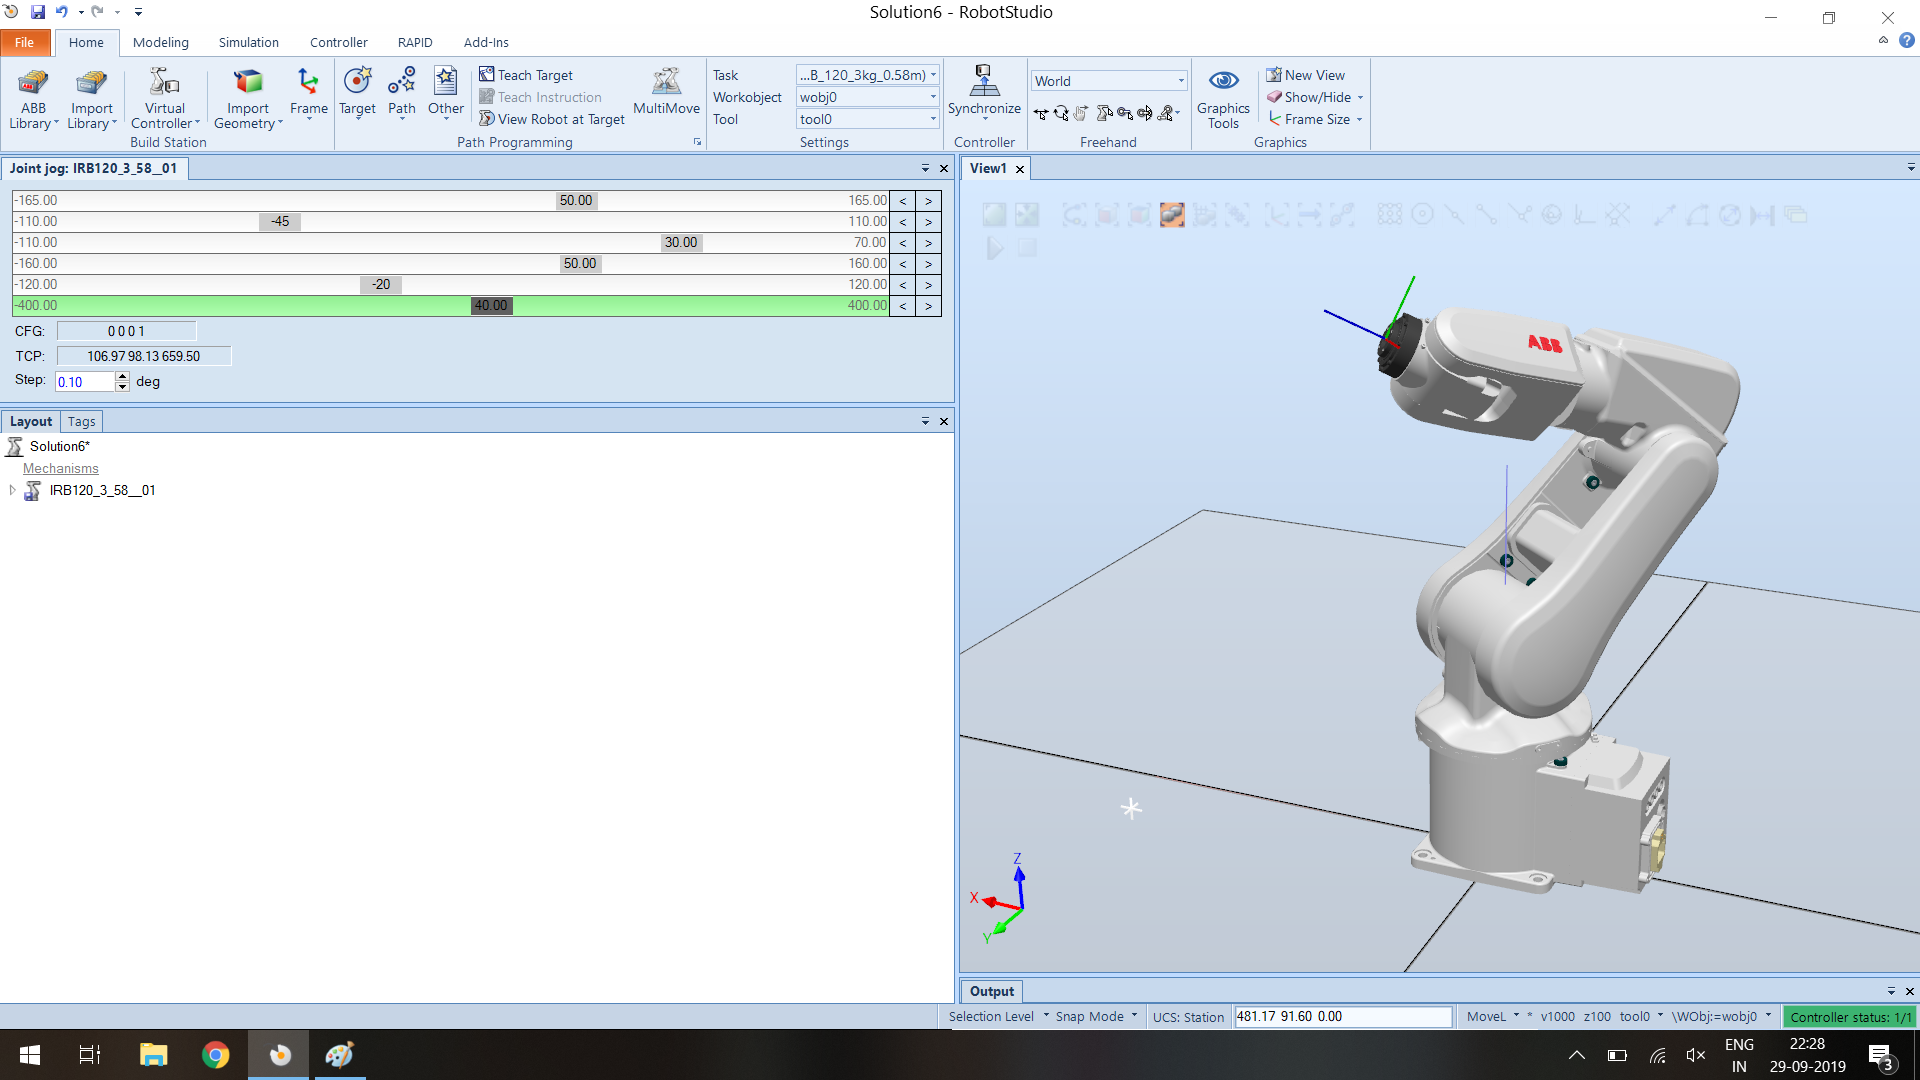 Solution6 - RobotStudio
File Home Modeling Simulation Controller RAPID Add-Ins
ABB Library
Import Library
Virtual Controller
Import Geometry
Frame
Build Station
Target
Path
Other
Teach Target
Teach Instruction
View Robot at Target
MultiMove
Path Programming
Task ...B_120_3kg_0.58m)
Workobject wobj0
Tool tool0
Settings
Synchronize
Controller
World
Freehand
Graphics Tools
New View
Show/Hide
Frame Size
Graphics
Joint jog: IRB120_3_58__01
-165.00 50.00 165.00 < >
-110.00 -45 110.00 < >
-110.00 30.00 70.00 < >
-160.00 50.00 160.00 < >
-120.00 -20 120.00 < >
-400.00 40.00 400.00 < >
CFG: 0 0 0 1
TCP: 106.97 98.13 659.50
Step: 0.10 deg
Layout Tags
Solution6*
Mechanisms
IRB120_3_58__01
View1
ABB
Z
X
Y
Output
Selection Level Snap Mode UCS: Station 481.17 91.60 0.00 MoveL * v1000 z100 tool0 \WObj:=wobj0 Controller status: 1/1
ENG
IN
22:28
29-09-2019
3